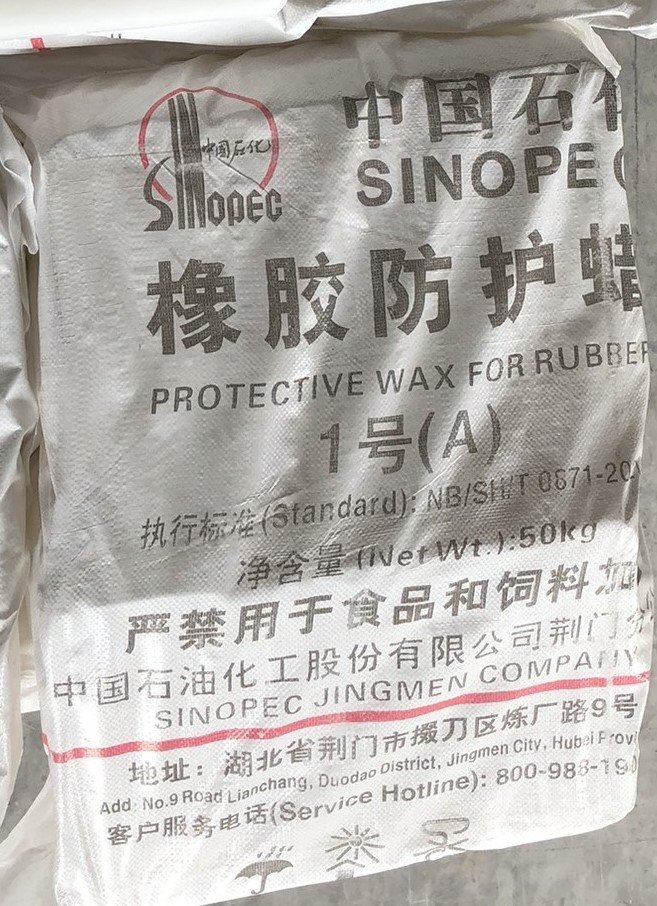 中国石化
SINOPEC
中国石化
SINOPEC
橡胶防护蜡
PROTECTIVE WAX FOR RUBBER
1号(A)
执行标准(Standard): NB/SH/T 0871-20
净含量 (Net Wt.):50kg
严禁用于食品和饲料加
中国石油化工股份有限公司荆门分
SINOPEC JINGMEN COMPANY
地址：湖北省荆门市掇刀区炼厂路9号
Add: No.9 Road Lianchang, Duodao District, Jingmen City, Hubei Provi
客户服务电话(Service Hotline): 800-988-19